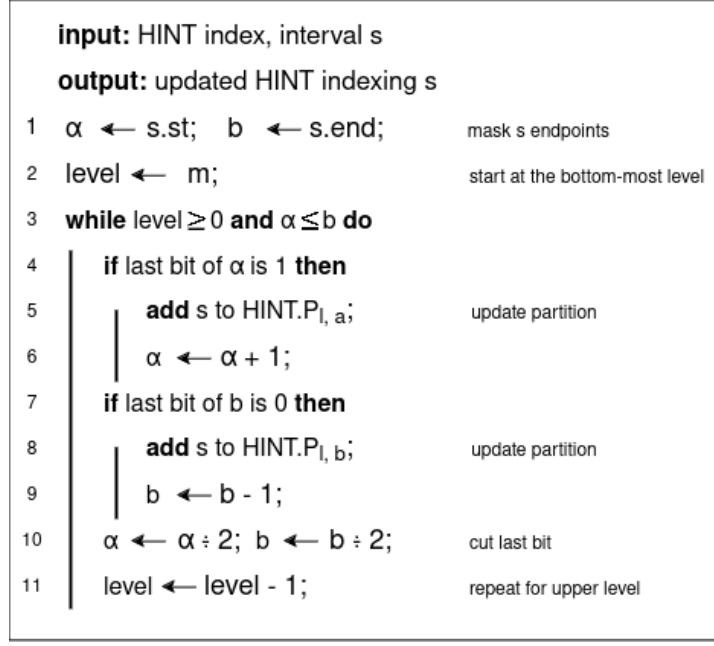 input: HINT index, interval s
output: updated HINT indexing s
1 α ← s.st; b ← s.end; mask s endpoints
2 level ← m; start at the bottom-most level
3 while level ≥ 0 and α ≤ b do
4 if last bit of α is 1 then
5 add s to HINT.P_{l, a}; update partition
6 α ← α + 1;
7 if last bit of b is 0 then
8 add s to HINT.P_{l, b}; update partition
9 b ← b - 1;
10 α ← α ÷ 2; b ← b ÷ 2; cut last bit
11 level ← level - 1; repeat for upper level